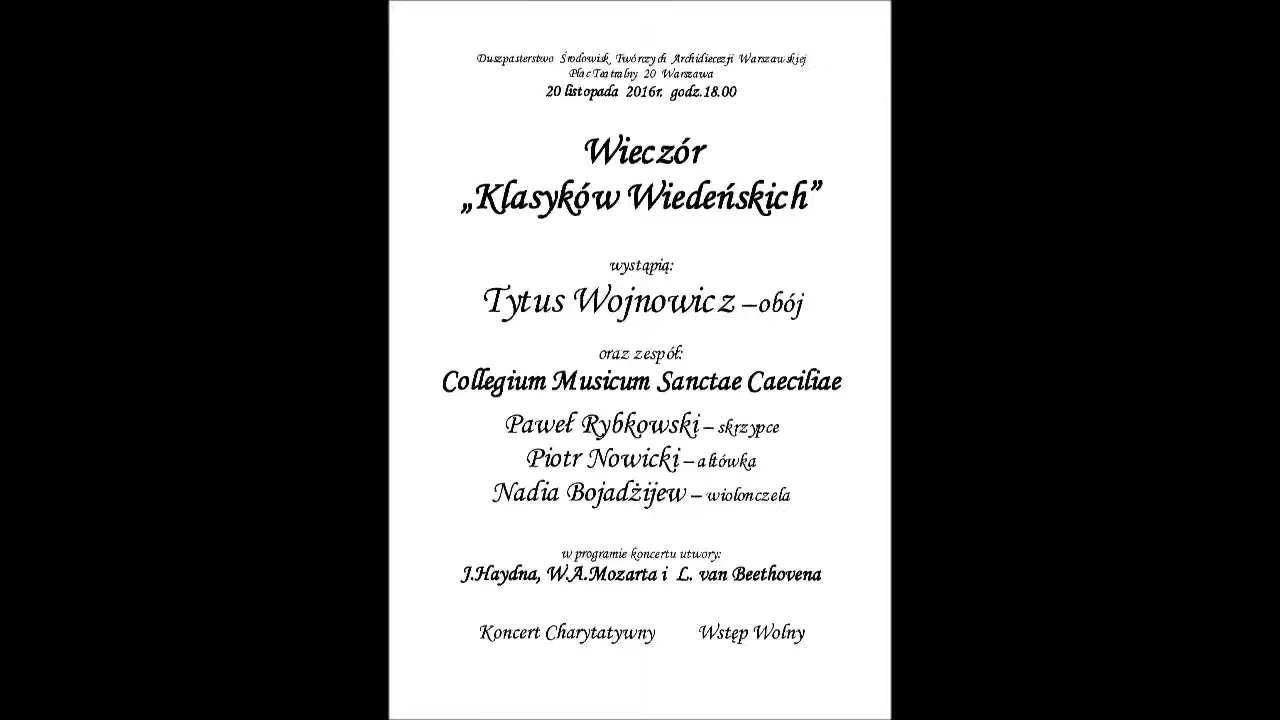 Duszpasterstwo Środowisk Twórczych Archidiecezji Warszawskiej
Plac Teatralny 20 Warszawa
20 listopada 2016r. godz.18.00
Wieczór
„Klasyków Wiedeńskich”
wystąpią:
Tytus Wojnowicz –obój
oraz zespół:
Collegium Musicum Sanctae Caeciliae
Paweł Rybkowski – skrzypce
Piotr Nowicki – altówka
Nadia Bojadżijew – wiolonczela
w programie koncertu utwory:
J.Haydna, W.A.Mozarta i L. van Beethovena
Koncert Charytatywny Wstęp Wolny